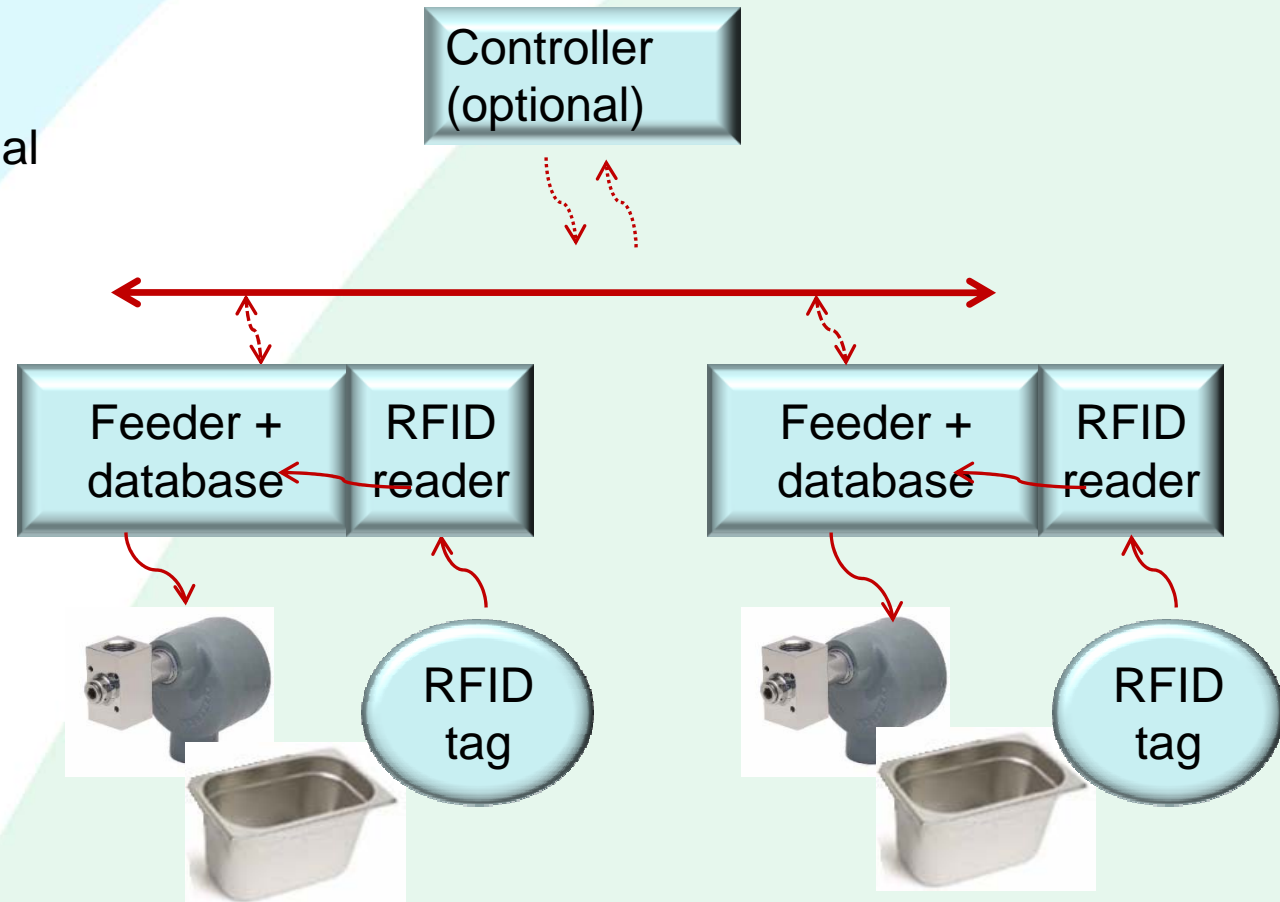 Controller
(optional)
al
Feeder +
database
RFID
reader
Feeder +
database
RFID
reader
RFID
tag
RFID
tag